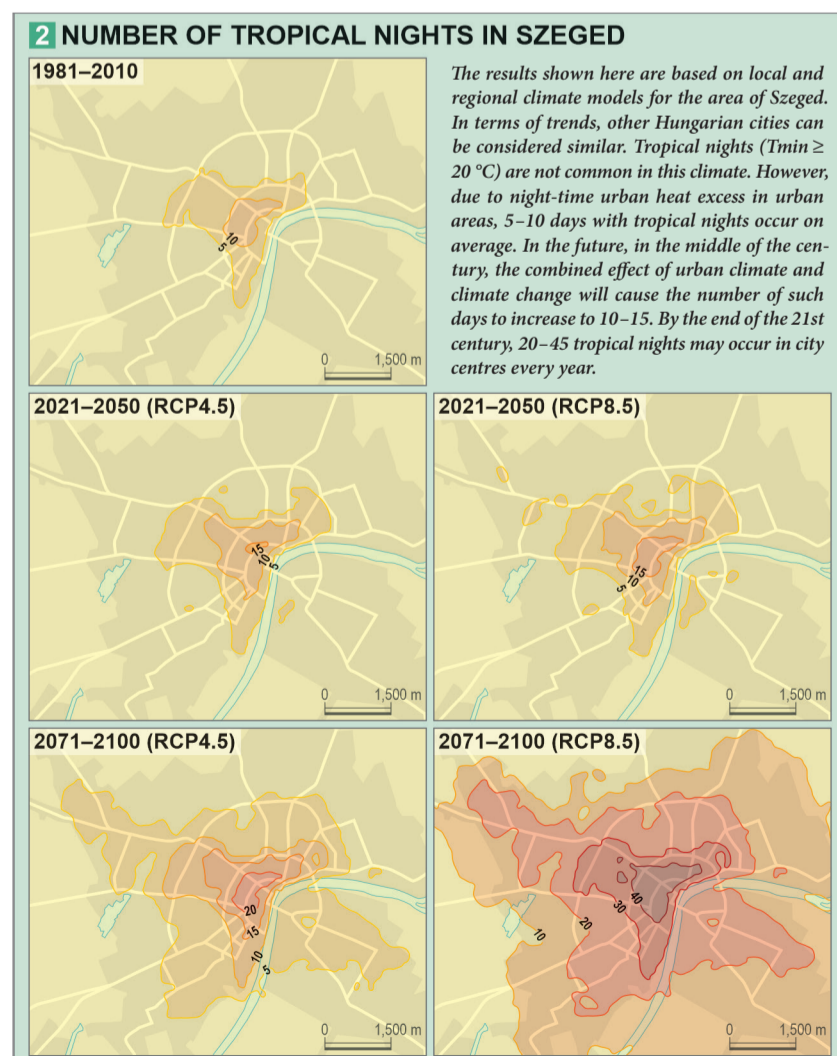 2 NUMBER OF TROPICAL NIGHTS IN SZEGED
1981–2010
The results shown here are based on local and
regional climate models for the area of Szeged.
In terms of trends, other Hungarian cities can
be considered similar. Tropical nights (Tmin ≥
20 °C) are not common in this climate. However,
due to night-time urban heat excess in urban
areas, 5–10 days with tropical nights occur on
average. In the future, in the middle of the cen-
tury, the combined effect of urban climate and
climate change will cause the number of such
days to increase to 10–15. By the end of the 21st
century, 20–45 tropical nights may occur in city
centres every year.
10
5
0 1,500 m
2021–2050 (RCP4.5)
15
10
5
0 1,500 m
2021–2050 (RCP8.5)
15
10
5
0 1,500 m
2071–2100 (RCP4.5)
20
15
10
5
0 1,500 m
2071–2100 (RCP8.5)
40
30
20
10
0 1,500 m